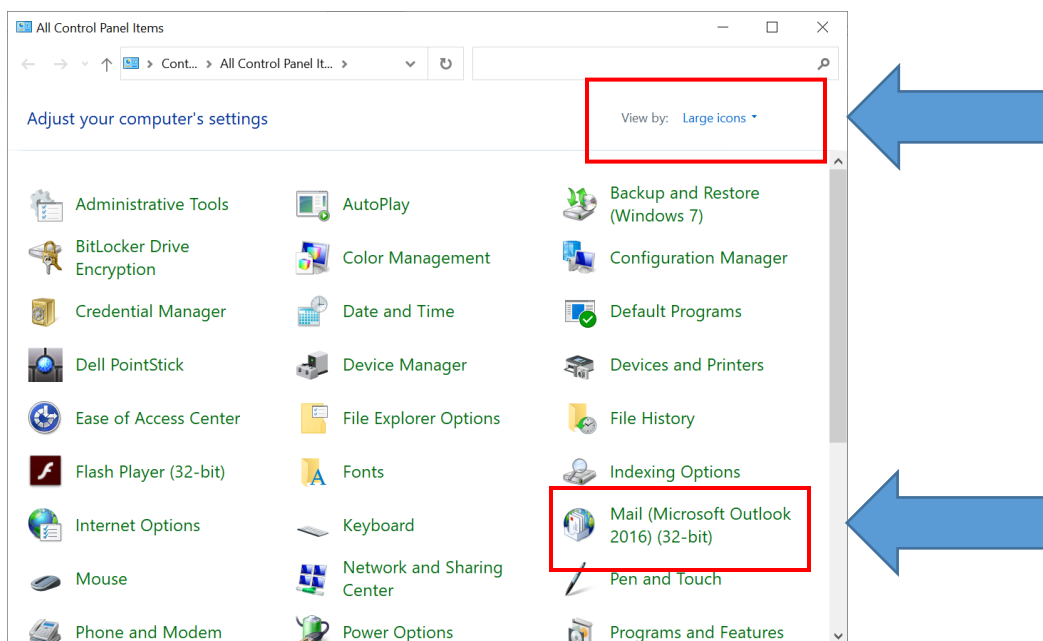 All Control Panel Items
Cont... > All Control Panel It... >
Adjust your computer's settings
View by: Large icons
Administrative Tools
AutoPlay
Backup and Restore
(Windows 7)
BitLocker Drive
Encryption
Color Management
Configuration Manager
Credential Manager
Date and Time
Default Programs
Dell PointStick
Device Manager
Devices and Printers
Ease of Access Center
File Explorer Options
File History
Flash Player (32-bit)
Fonts
Indexing Options
Internet Options
Keyboard
Mail (Microsoft Outlook
2016) (32-bit)
Mouse
Network and Sharing
Center
Pen and Touch
Phone and Modem
Power Options
Programs and Features